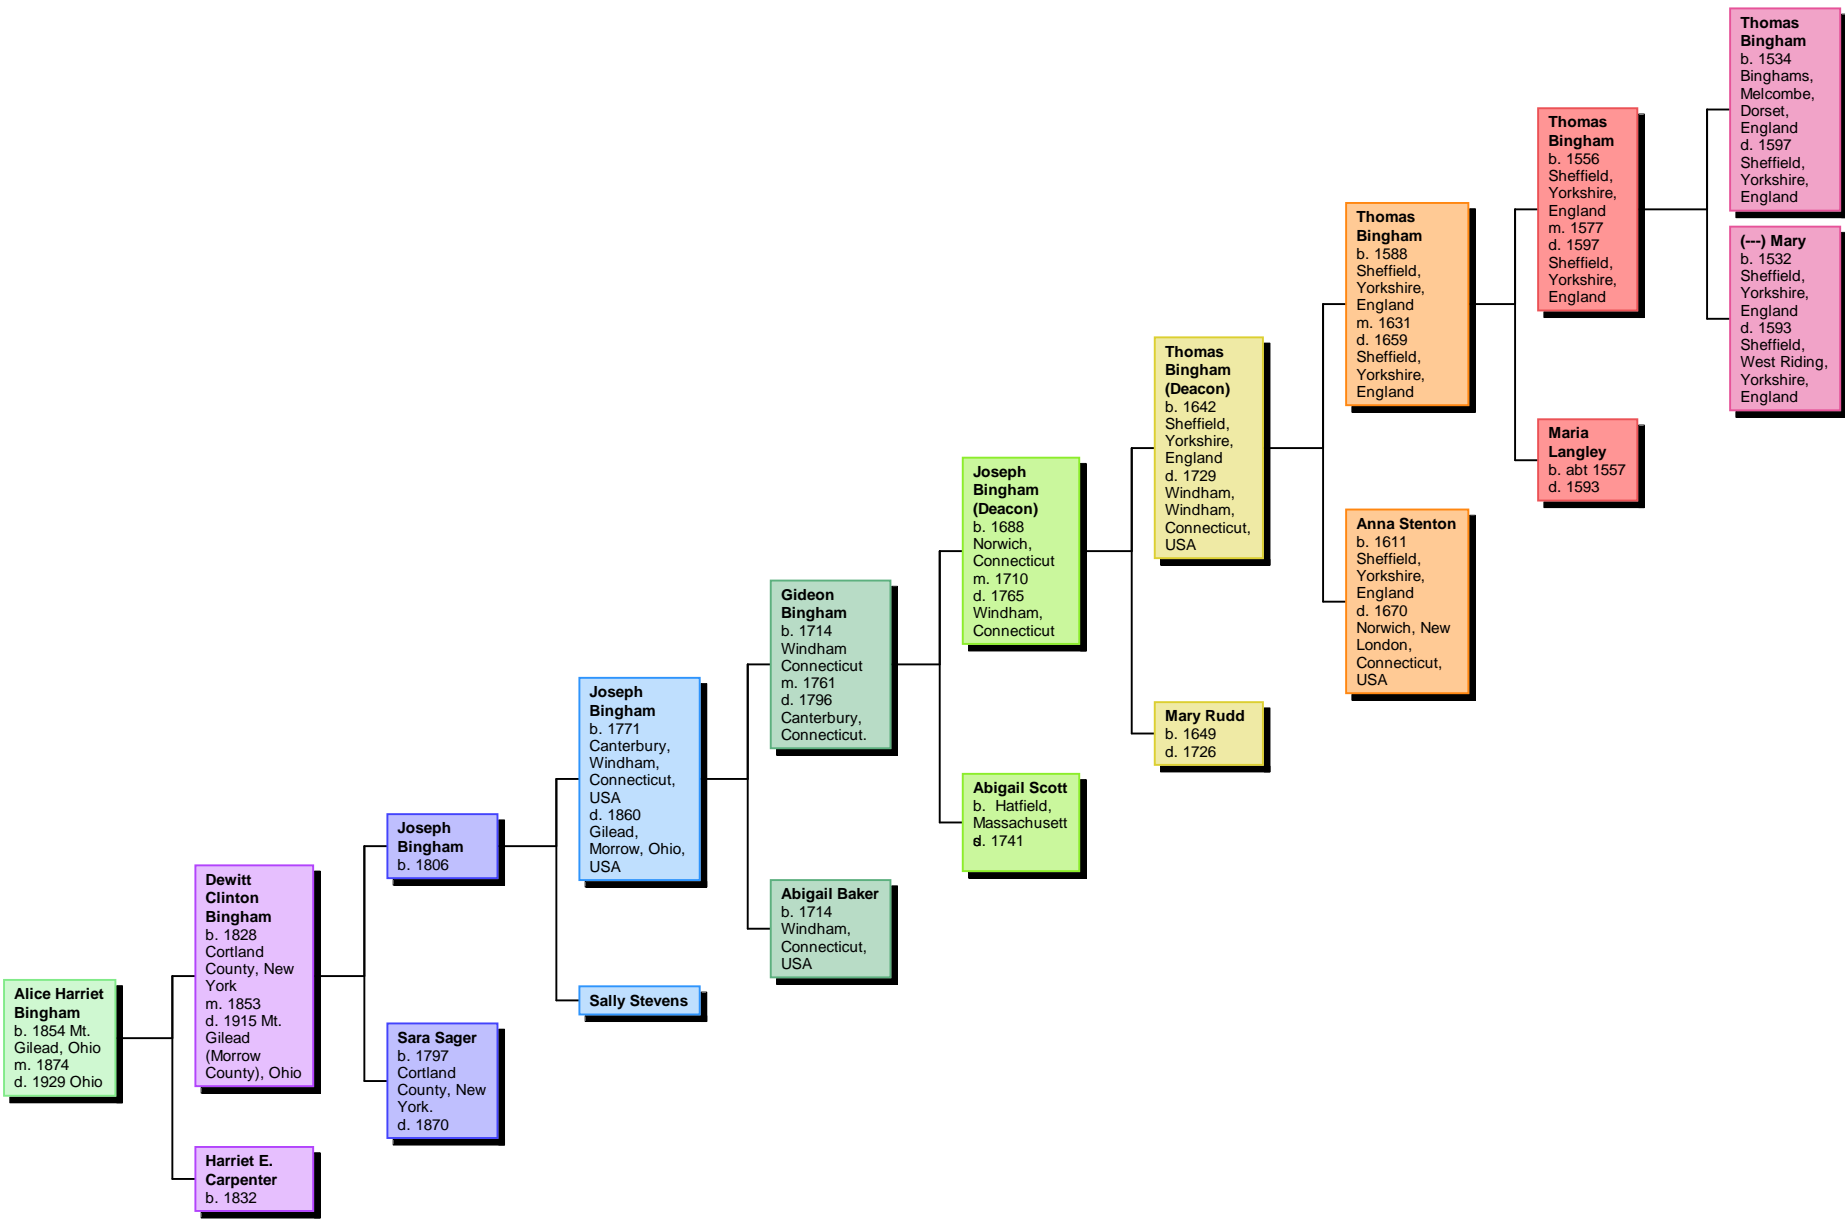 Alice Harriet
Bingham
b. 1854 Mt.
Gilead, Ohio
m. 1874
d. 1929 Ohio
Dewitt
Clinton
Bingham
b. 1828
Cortland
County, New
York
m. 1853
d. 1915 Mt.
Gilead
(Morrow
County), Ohio
Harriet E.
Carpenter
b. 1832
Joseph
Bingham
b. 1806
Sara Sager
b. 1797
Cortland
County, New
York.
d. 1870
Joseph
Bingham
b. 1771
Canterbury,
Windham,
Connecticut,
USA
d. 1860
Gilead,
Morrow, Ohio,
USA
Sally Stevens
Gideon
Bingham
b. 1714
Windham
Connecticut
m. 1761
d. 1796
Canterbury,
Connecticut.
Abigail Baker
b. 1714
Windham,
Connecticut,
USA
Joseph
Bingham
(Deacon)
b. 1688
Norwich,
Connecticut
m. 1710
d. 1765
Windham,
Connecticut
Abigail Scott
b. Hatfield,
Massachusett
s
d. 1741
Thomas
Bingham
(Deacon)
b. 1642
Sheffield,
Yorkshire,
England
d. 1729
Windham,
Windham,
Connecticut,
USA
Mary Rudd
b. 1649
d. 1726
Thomas
Bingham
b. 1588
Sheffield,
Yorkshire,
England
m. 1631
d. 1659
Sheffield,
Yorkshire,
England
Anna Stenton
b. 1611
Sheffield,
Yorkshire,
England
d. 1670
Norwich, New
London,
Connecticut,
USA
Thomas
Bingham
b. 1556
Sheffield,
Yorkshire,
England
m. 1577
d. 1597
Sheffield,
Yorkshire,
England
Maria
Langley
b. abt 1557
d. 1593
Thomas
Bingham
b. 1534
Binghams,
Melcombe,
Dorset,
England
d. 1597
Sheffield,
Yorkshire,
England
(---) Mary
b. 1532
Sheffield,
Yorkshire,
England
d. 1593
Sheffield,
West Riding,
Yorkshire,
England